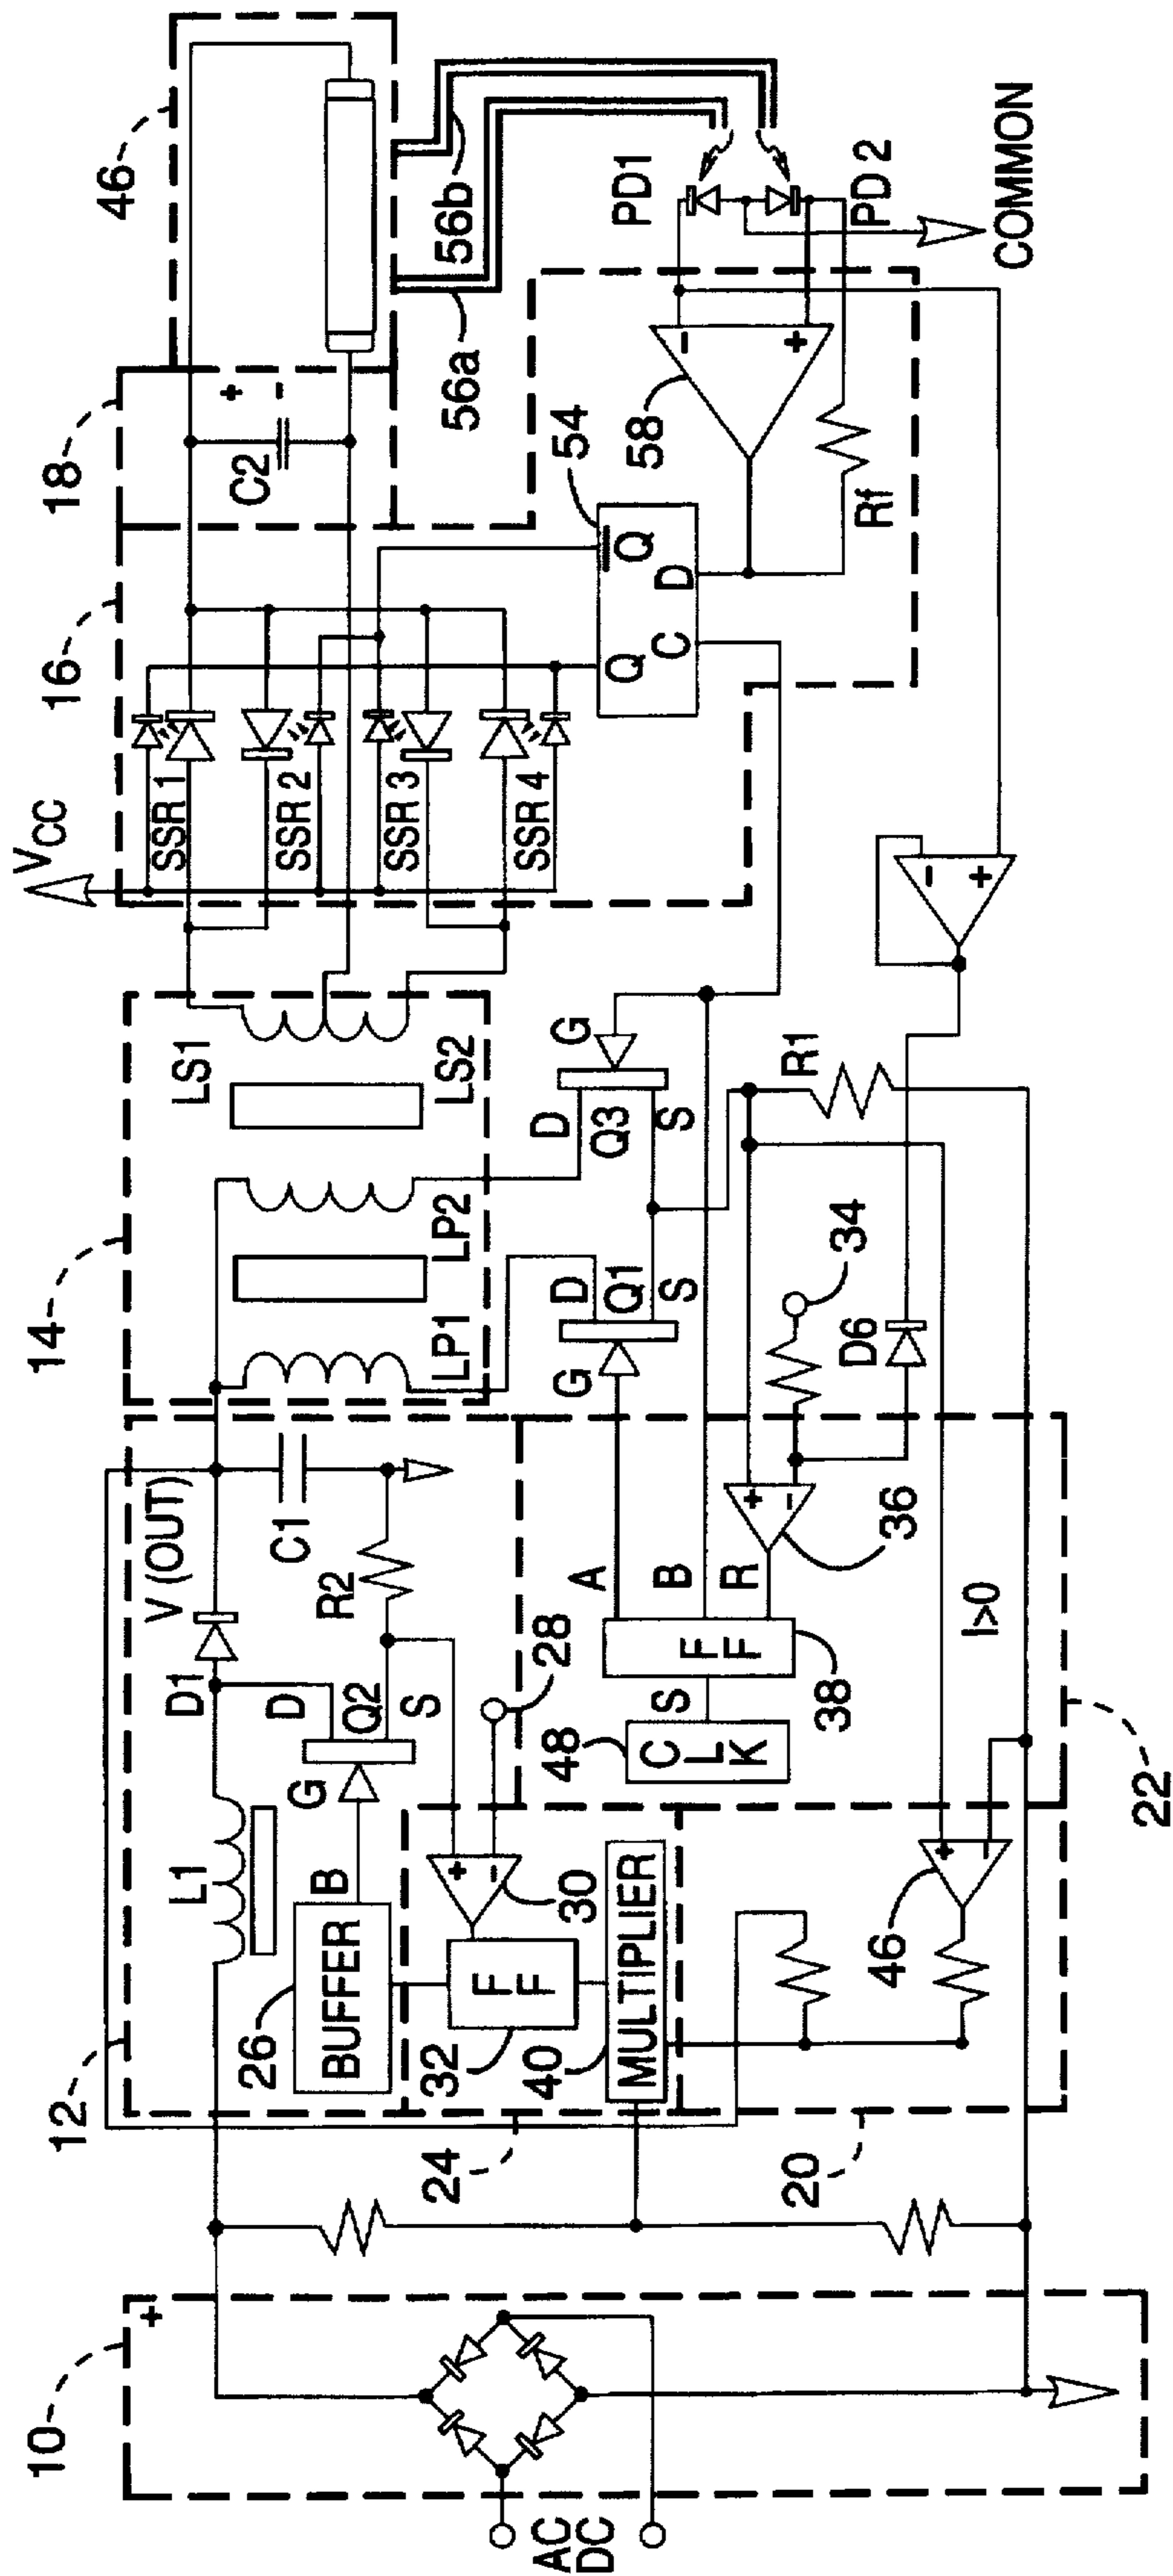 10
12
14
16
18
46
+
AC
DC
L1
D1
V (OUT)
D
Q2
G
S
B
26
BUFFER
C1
R2
28
+
-
30
32
F
F
40
MULTIPLIER
24
20
22
LP1
LP2
LS1
LS2
VCC
SSR 1
SSR 2
SSR 3
SSR 4
C2
+
-
56a
56b
Q
Q
C
D
54
58
-
+
Rf
PD1
PD 2
COMMON
G
D
Q1
S
D
Q3
G
S
A
B
R
S
F
F
38
48
C
L
K
+
-
36
34
D6
R1
-
+
I>0
46
+
-